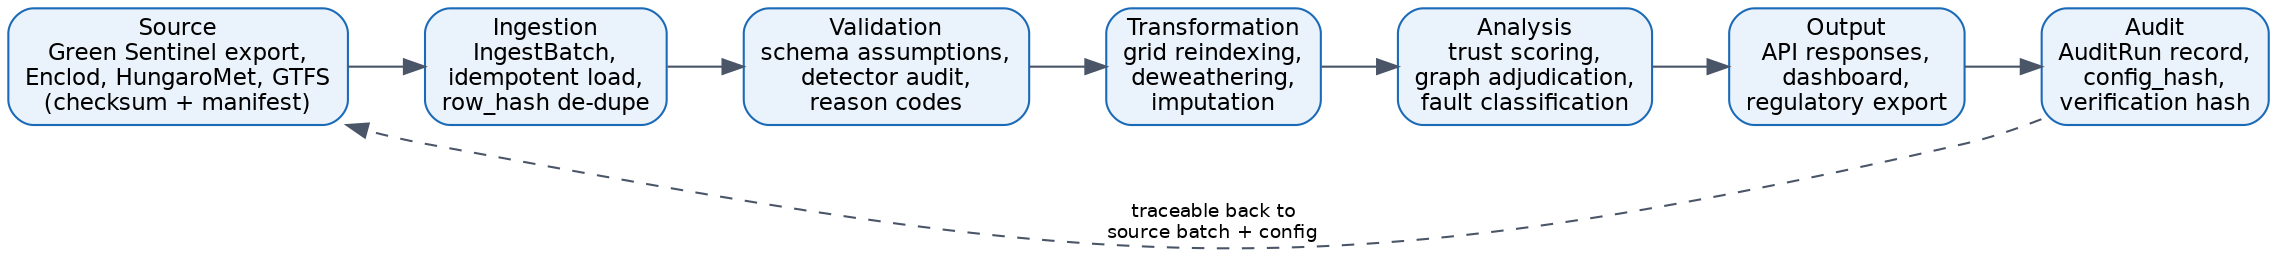 Source
Green Sentinel export,
Enclod, HungaroMet, GTFS
(checksum + manifest)
Ingestion
IngestBatch,
idempotent load,
row_hash de-dupe
Validation
schema assumptions,
detector audit,
reason codes
Transformation
grid reindexing,
deweathering,
imputation
Analysis
trust scoring,
graph adjudication,
fault classification
Output
API responses,
dashboard,
regulatory export
Audit
AuditRun record,
config_hash,
verification hash
traceable back to
source batch + config